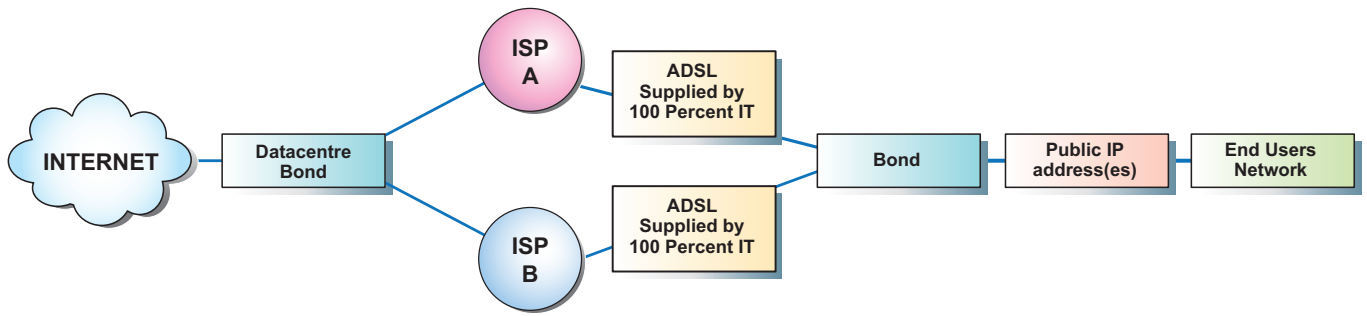 INTERNET
Datacentre
Bond
ISP
A
ADSL
Supplied by
100 Percent IT
ISP
B
ADSL
Supplied by
100 Percent IT
Bond
Public IP
address(es)
End Users
Network